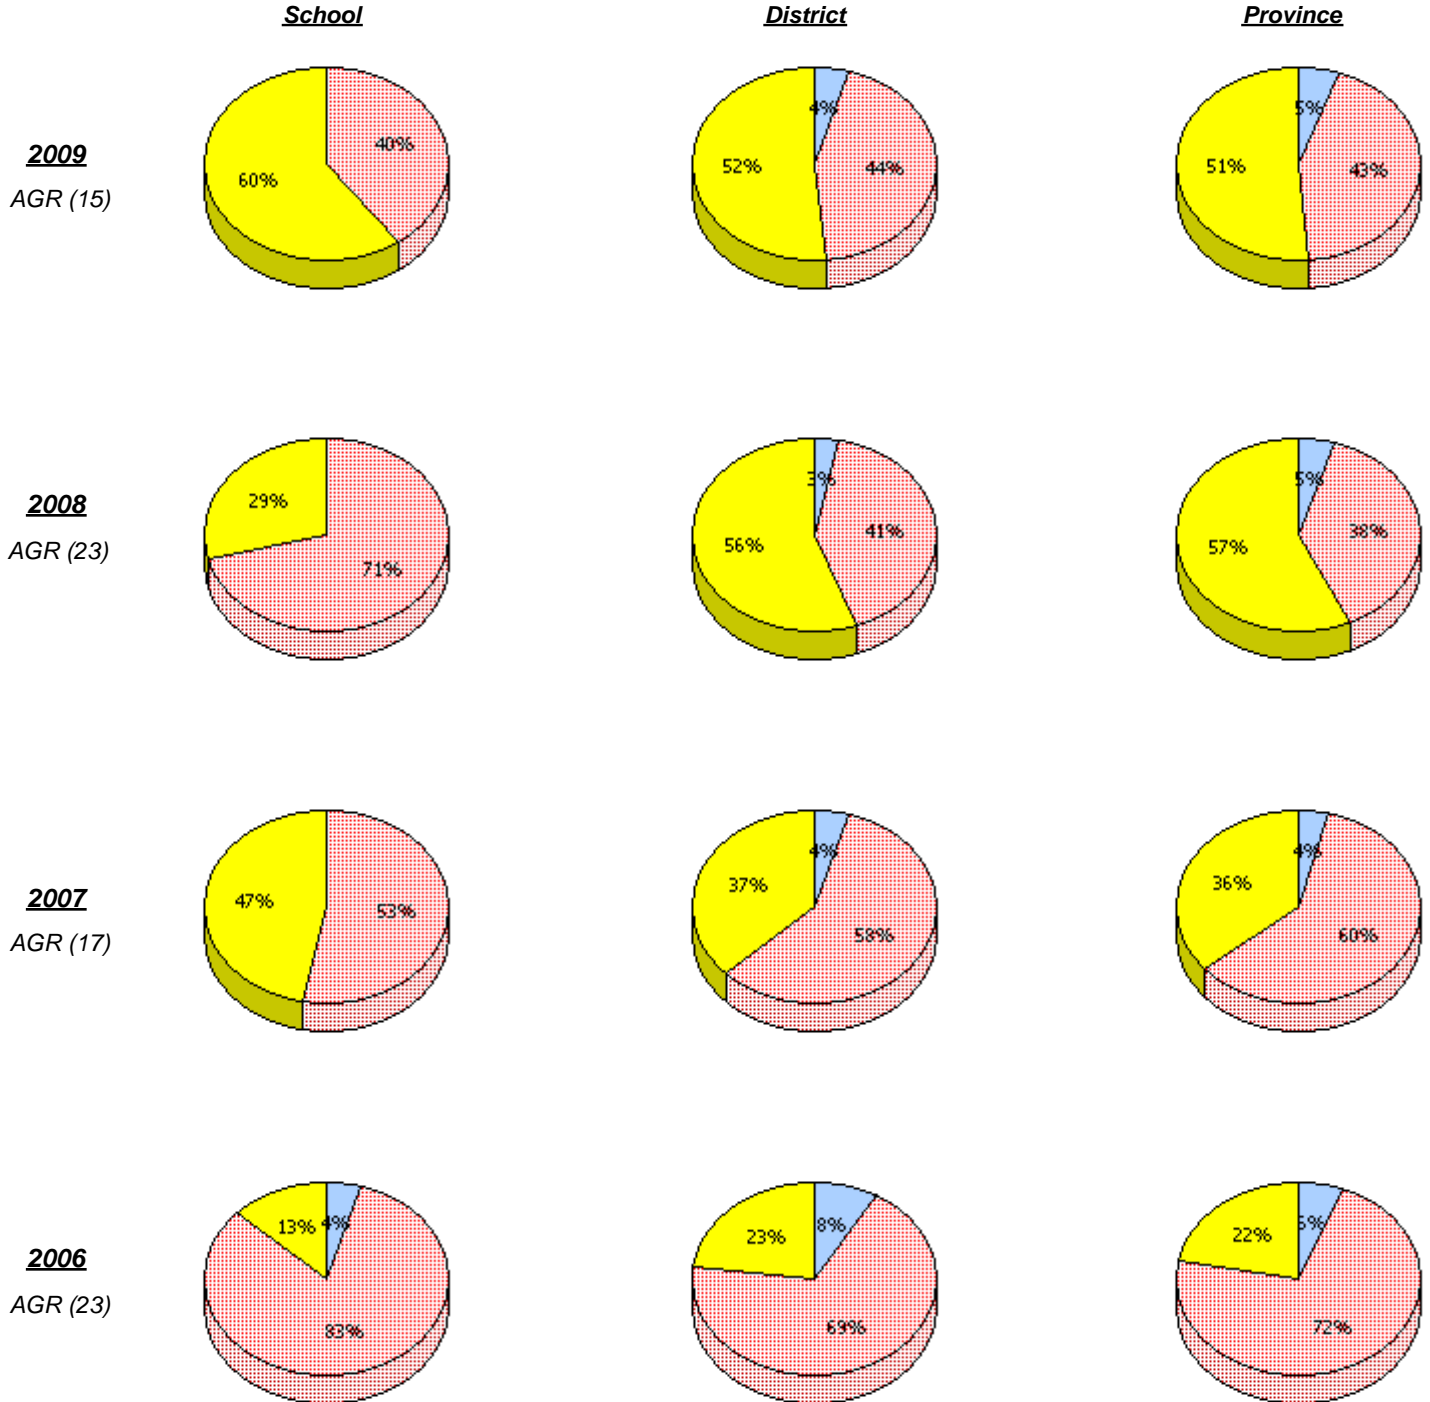 School District Province
2009
AGR (15)
60% 40%
52% 4% 44%
51% 5% 43%
2008
AGR (23)
29% 71%
56% 3% 41%
57% 5% 38%
2007
AGR (17)
47% 53%
37% 4% 58%
36% 4% 60%
2006
AGR (23)
13% 4% 83%
23% 8% 69%
22% 72%